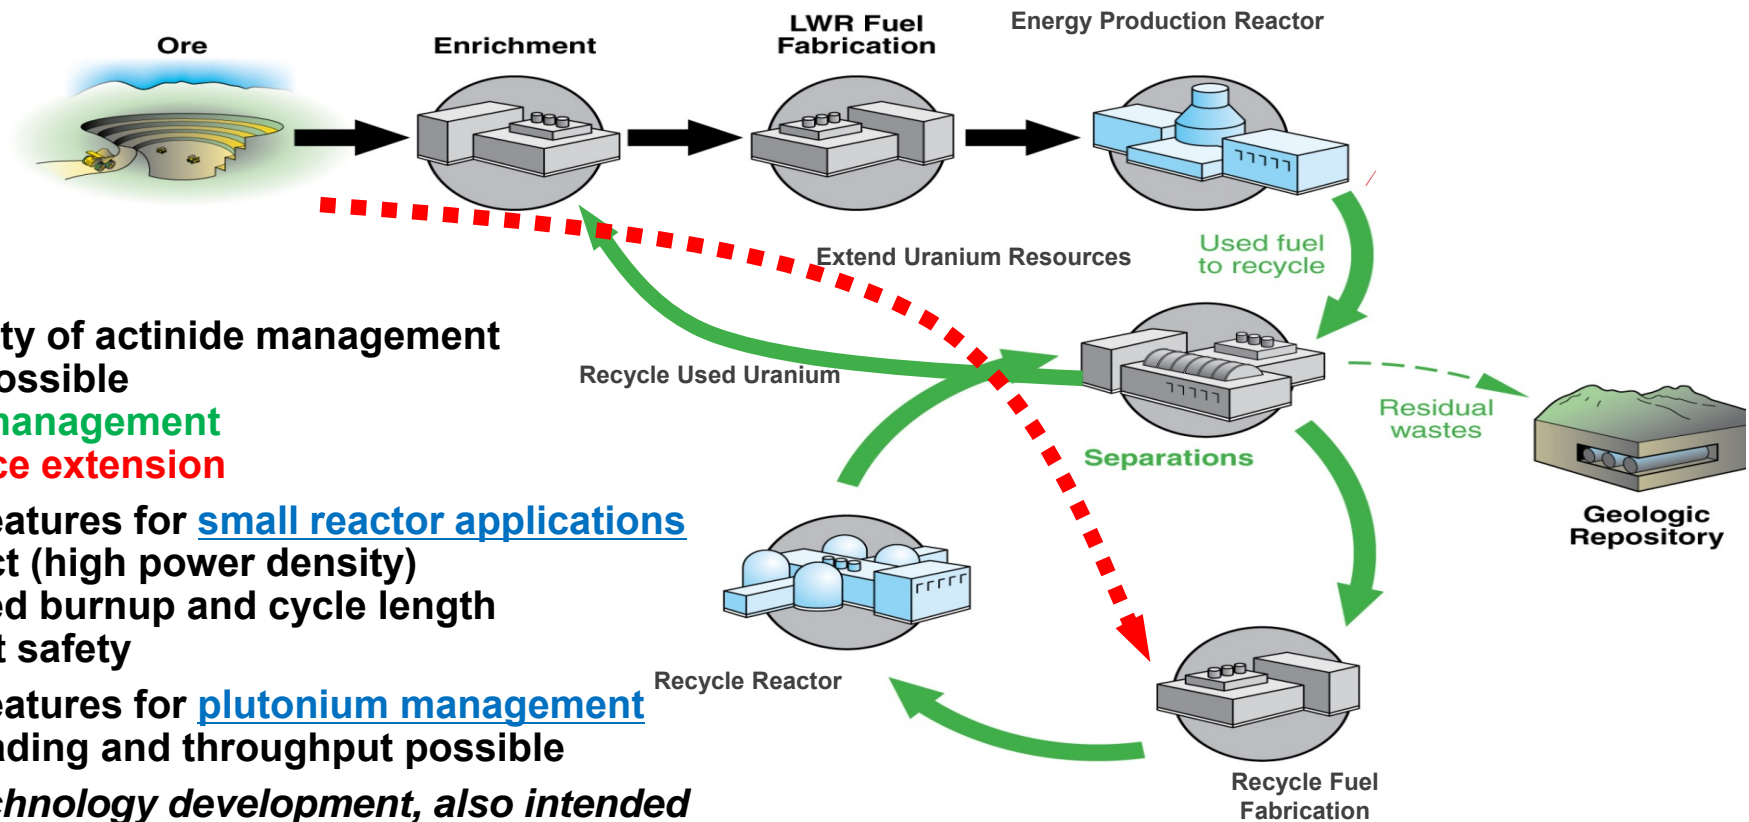 Ore
Enrichment
LWR Fuel
Fabrication
Energy Production Reactor
Used fuel
to recycle
Extend Uranium Resources
Recycle Used Uranium
Separations
Residual
wastes
Geologic
Repository
Recycle Reactor
Recycle Fuel
Fabrication
ty of actinide management
ossible
management
ce extension
eatures for small reactor applications
ct (high power density)
ed burnup and cycle length
t safety
eatures for plutonium management
ading and throughput possible
chnology development, also intended